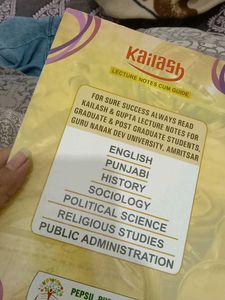 Kailash
LECTURE NOTES CUM GUIDE
FOR SURE SUCCESS ALWAYS READ
KAILASH & GUPTA LECTURE NOTES FOR
GRADUATE & POST GRADUATE STUDENTS,
GURU NANAK DEV UNIVERSITY, AMRITSAR
ENGLISH
PUNJABI
HISTORY
SOCIOLOGY
POLITICAL SCIENCE
RELIGIOUS STUDIES
PUBLIC ADMINISTRATION